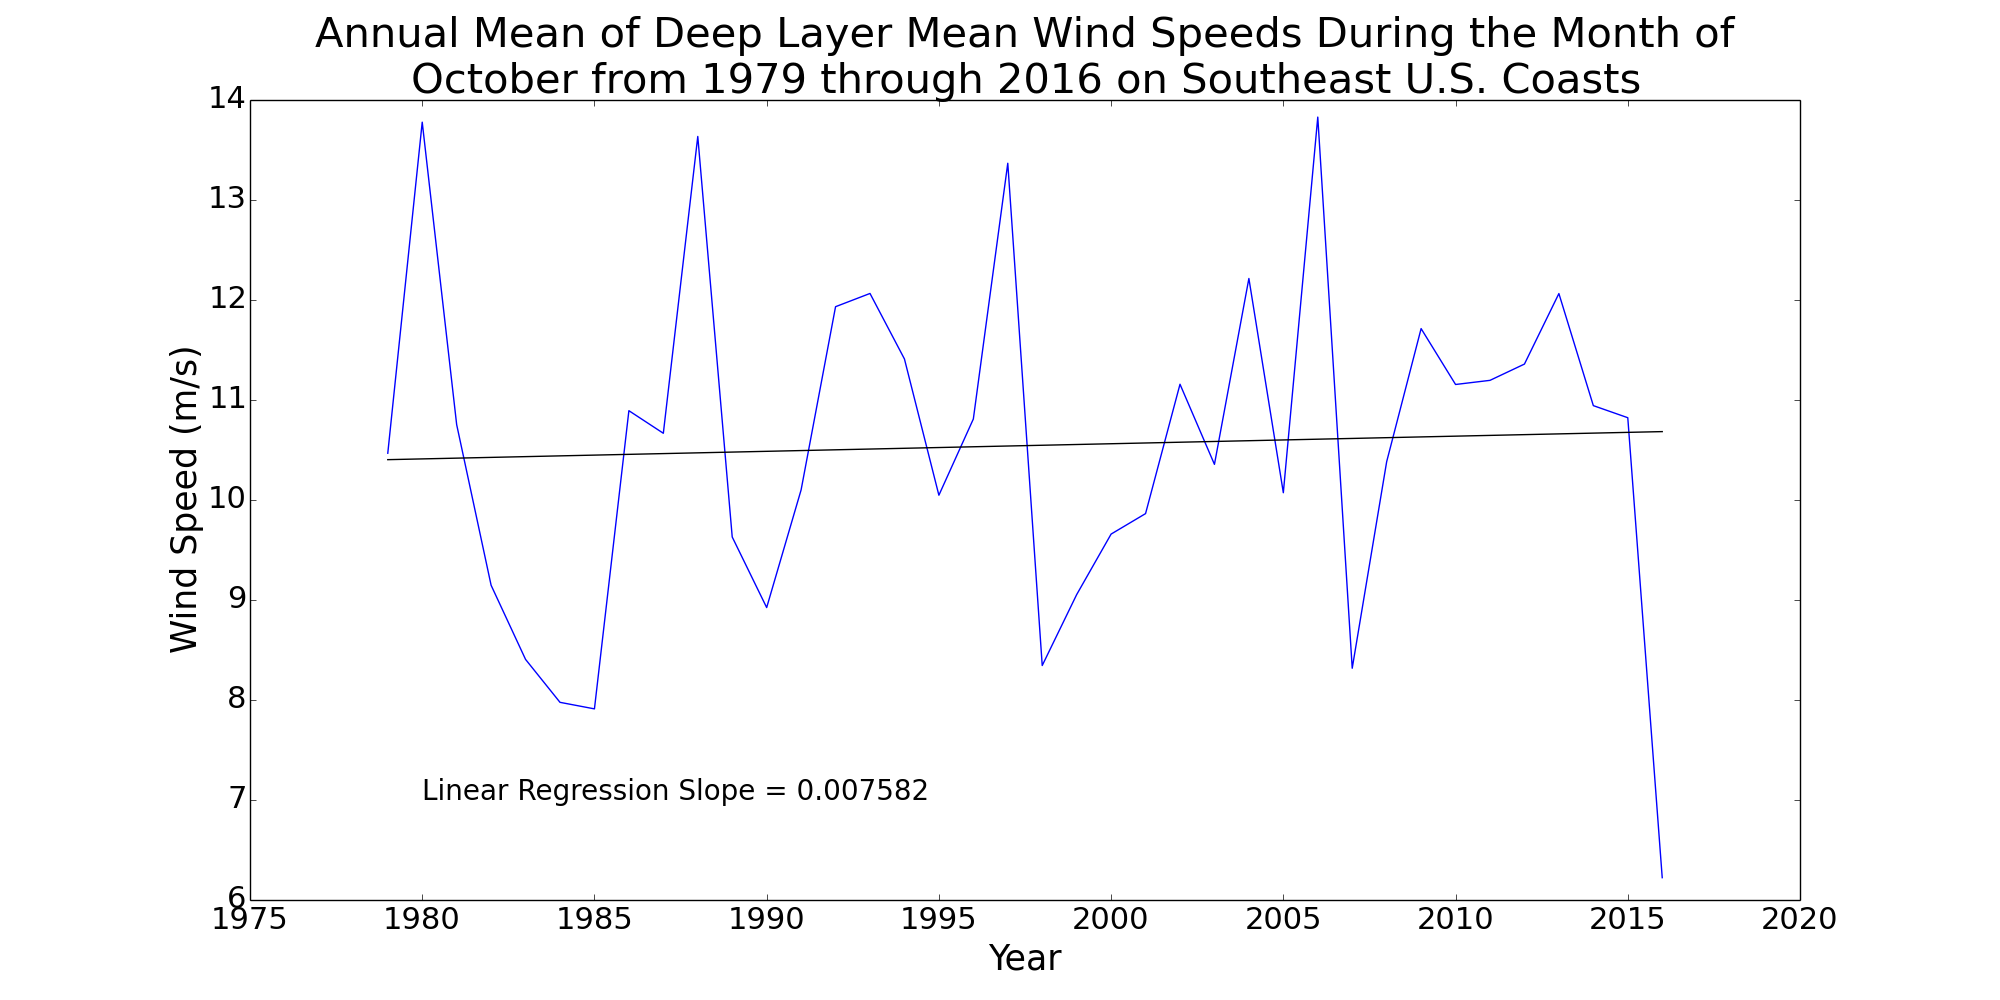 Annual Mean of Deep Layer Mean Wind Speeds During the Month of
October from 1979 through 2016 on Southeast U.S. Coasts
14
13
12
11
10
9
8
7
6
Wind Speed (m/s)
Linear Regression Slope = 0.007582
1975 1980 1985 1990 1995 2000 2005 2010 2015 2020
Year